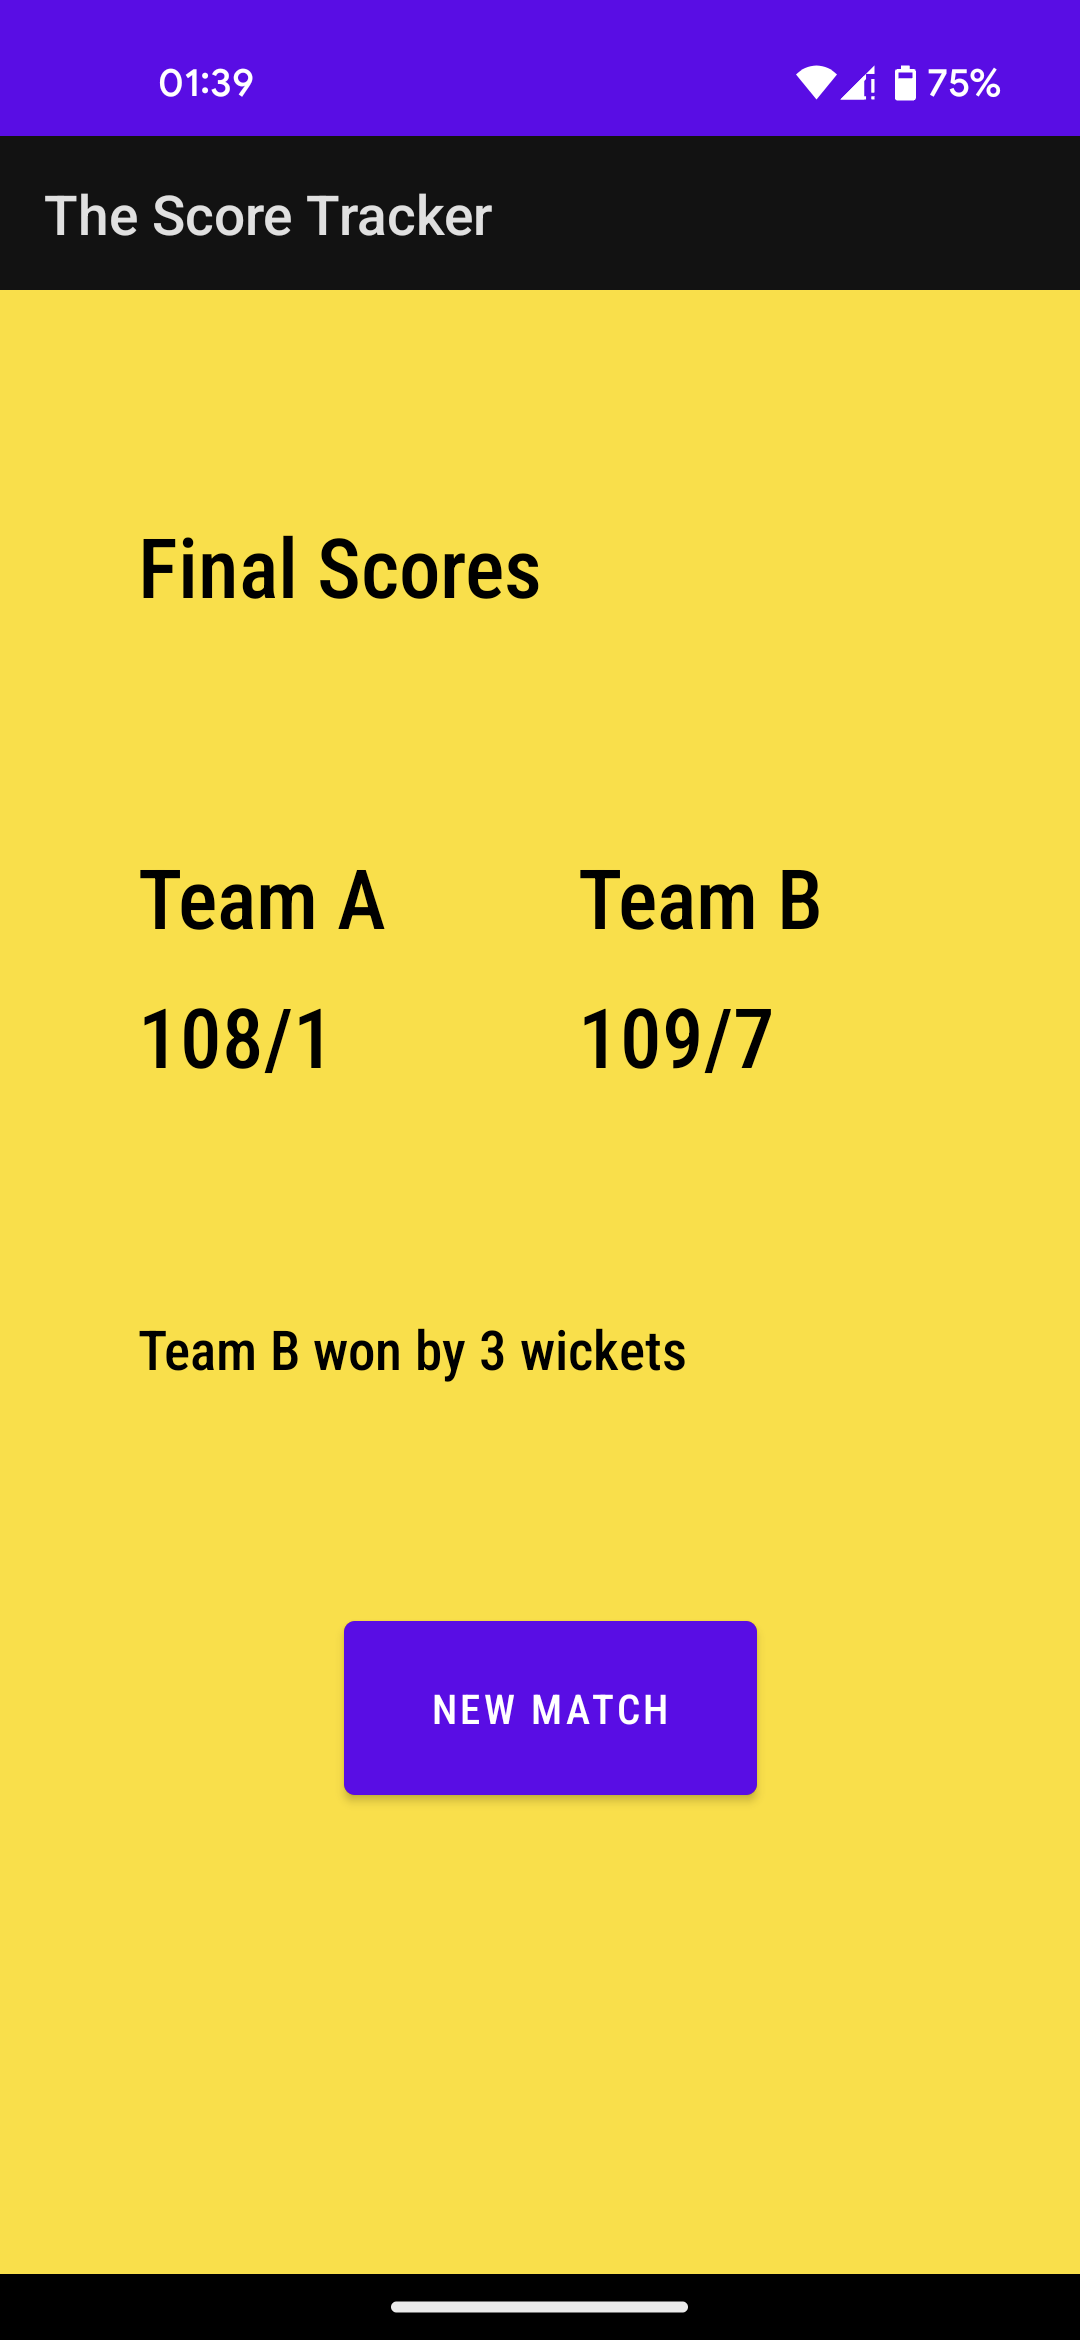 01:39 75%
The Score Tracker
Final Scores
Team A Team B
108/1 109/7
Team B won by 3 wickets
NEW MATCH